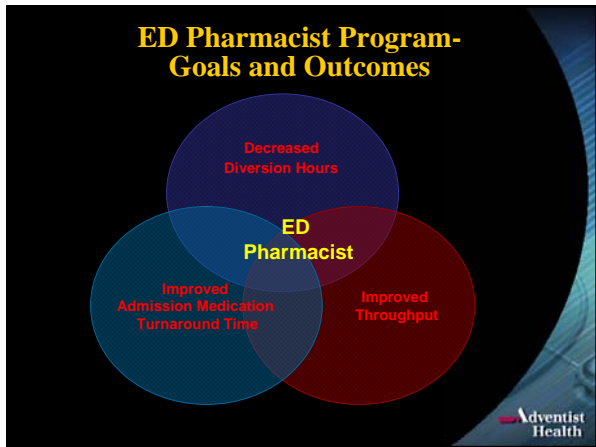 ED Pharmacist Program-
Goals and Outcomes
Decreased
Diversion Hours
ED
Pharmacist
Improved
Admission Medication
Turnaround Time
Improved
Throughput
Adventist
Health